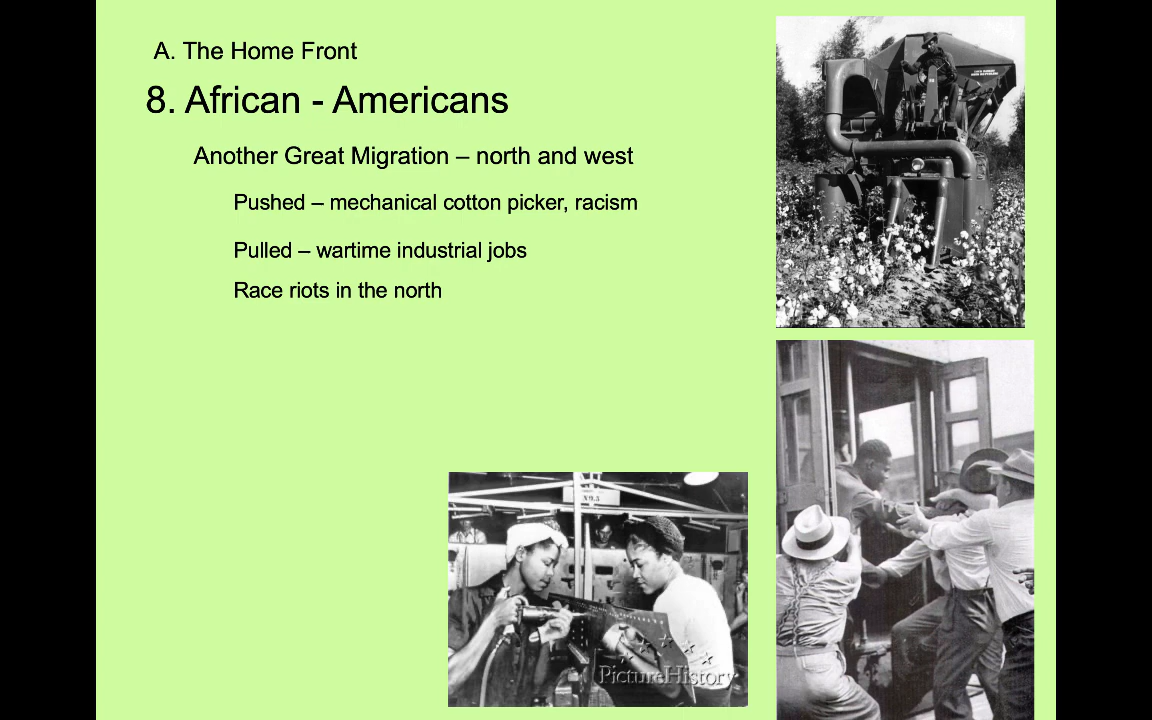 A. The Home Front
8. African - Americans
Another Great Migration – north and west
Pushed – mechanical cotton picker, racism
Pulled – wartime industrial jobs
Race riots in the north
PictureHistory